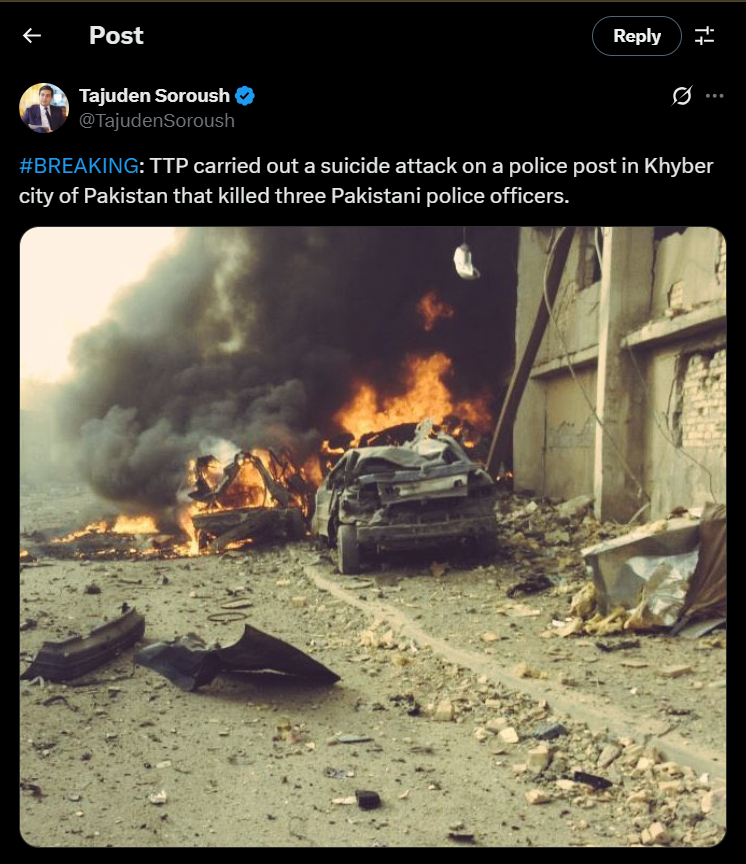 Post
Reply
Tajuden Soroush
@TajudenSoroush
#BREAKING: TTP carried out a suicide attack on a police post in Khyber
city of Pakistan that killed three Pakistani police officers.